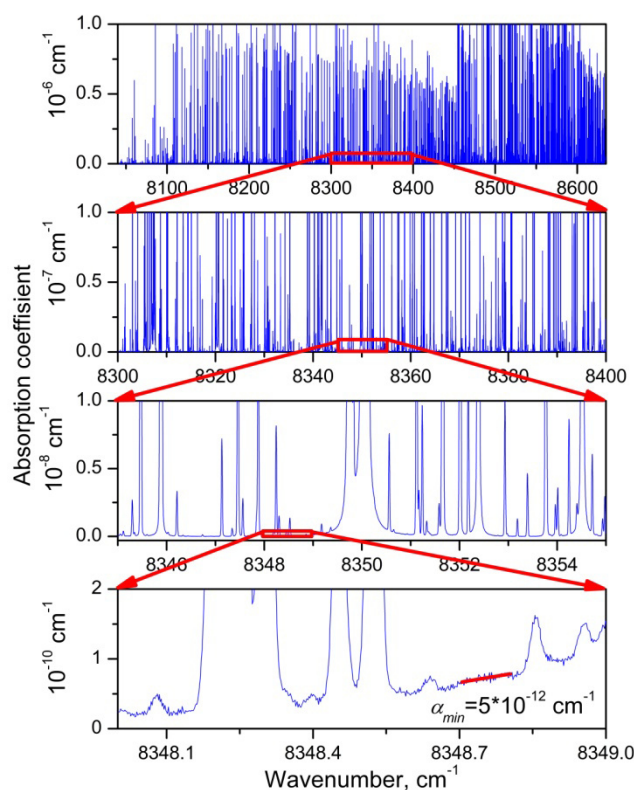 Absorption coeffisient
1.0
10⁻⁶ cm⁻¹
0.5
0.0
8100 8200 8300 8400 8500 8600
1.0
10⁻⁷ cm⁻¹
0.5
0.0
8300 8320 8340 8360 8380 8400
1.0
10⁻⁸ cm⁻¹
0.5
0.0
8346 8348 8350 8352 8354
2
10⁻¹⁰ cm⁻¹
1
0
α_min=5*10⁻¹² cm⁻¹
8348.1 8348.4 8348.7 8349.0
Wavenumber, cm⁻¹